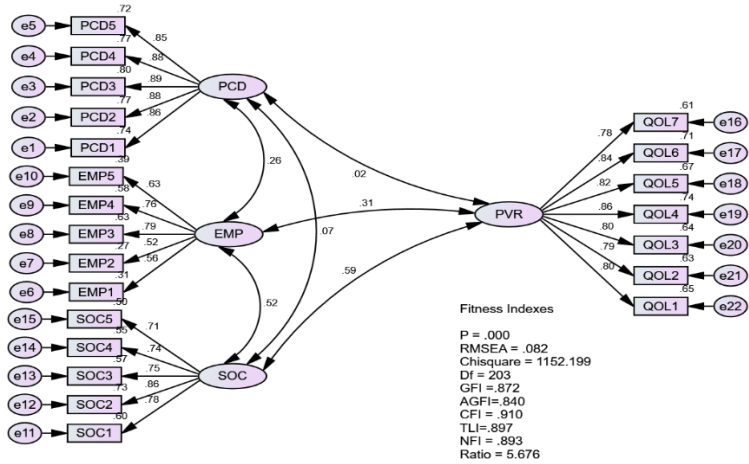 .72
e5 PCD5
.85
.77
e4 PCD4
.88
.80
e3 PCD3
.89
PCD
.77
e2 PCD2
.88
.74
e1 PCD1
.86
.39
e10 EMP5
.63
.58
e9 EMP4
.76
.63
e8 EMP3
.79
EMP
.27
e7 EMP2
.52
.31
e6 EMP1
.56
.50
e15 SOC5
.71
.55
e14 SOC4
.74
.57
e13 SOC3
.75
SOC
.73
e12 SOC2
.86
.60
e11 SOC1
.78
.26
.07
.52
.02
.31
.59
PVR
.61
.78
QOL7 e16
.71
.84
QOL6 e17
.67
.82
QOL5 e18
.74
.86
QOL4 e19
.64
.80
QOL3 e20
.63
.79
QOL2 e21
.65
.80
QOL1 e22
Fitness Indexes
P = .000
RMSEA = .082
Chisquare = 1152.199
Df = 203
GFI =.872
AGFI=.840
CFI = .910
TLI=.897
NFI = .893
Ratio = 5.676